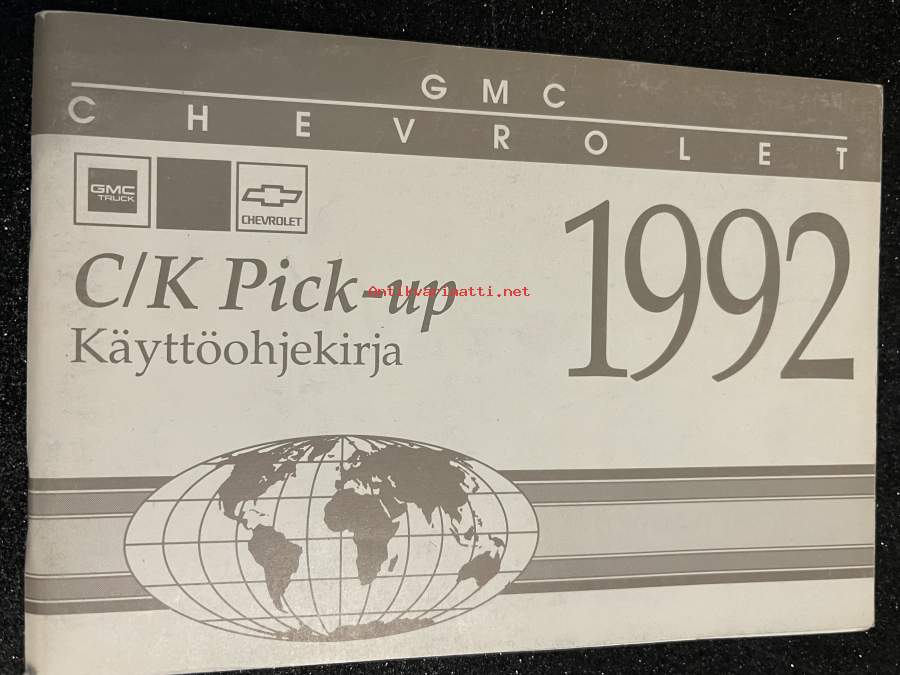 GMC
CHEVROLET
GMC
TRUCK
CHEVROLET
C/K Pick-up
Käyttöohjekirja
1992
Antikvariaatti.net